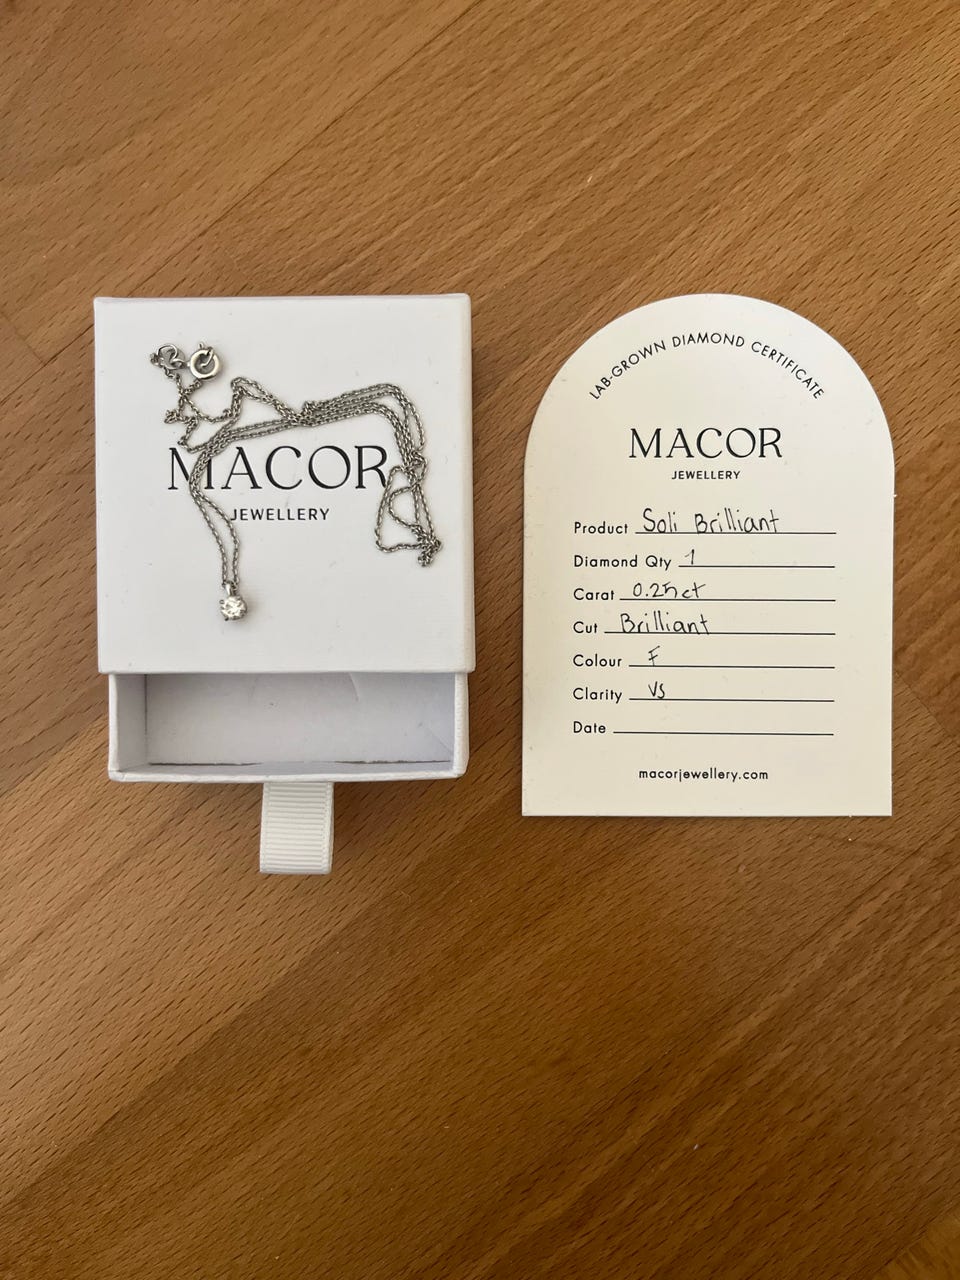 MACOR
JEWELLERY
LAB-GROWN DIAMOND CERTIFICATE
MACOR
JEWELLERY
Product Soli Brilliant
Diamond Qty 1
Carat 0.25ct
Cut Brilliant
Colour F
Clarity VS
Date
macorjewellery.com